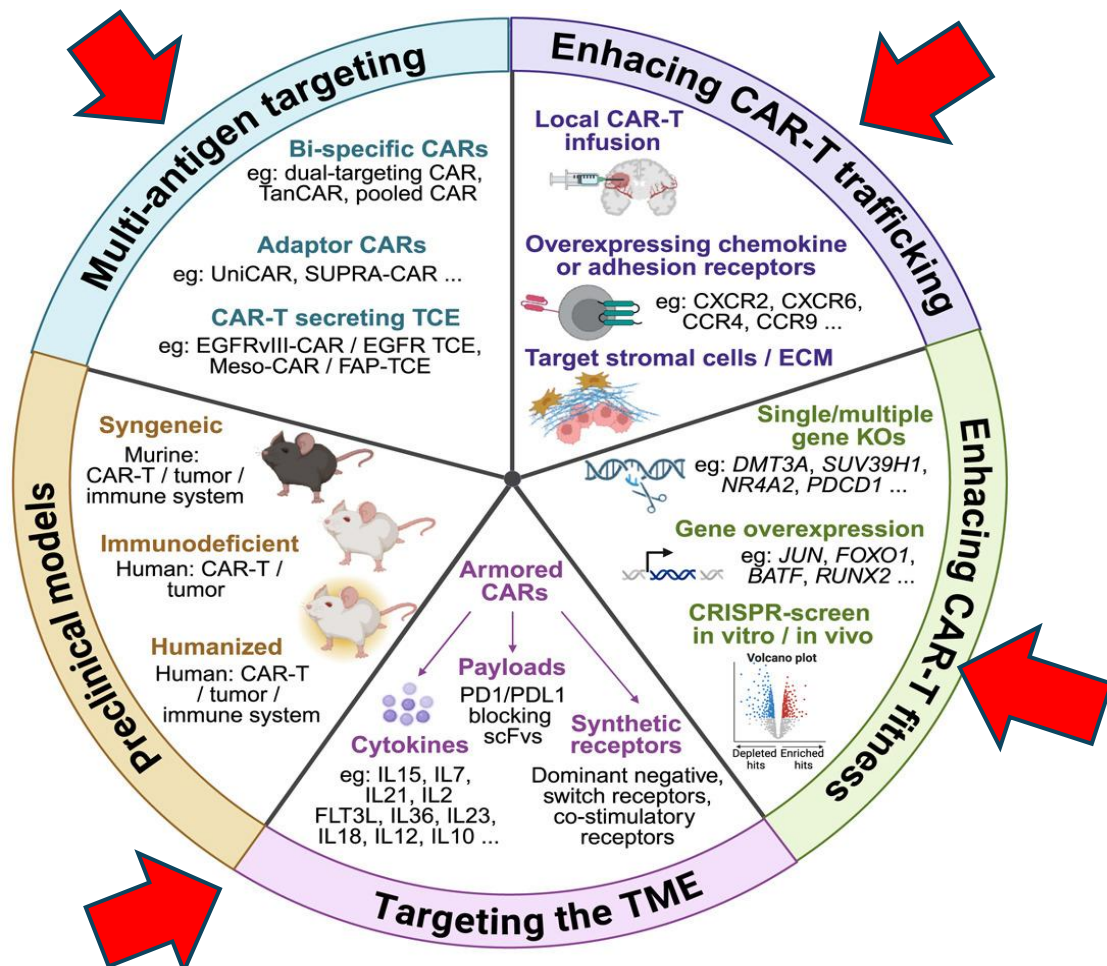 Multi-antigen targeting
Bi-specific CARs
eg: dual-targeting CAR,
TanCAR, pooled CAR
Adaptor CARs
eg: UniCAR, SUPRA-CAR ...
CAR-T secreting TCE
eg: EGFRvIII-CAR / EGFR TCE,
Meso-CAR / FAP-TCE
Enhacing CAR-T trafficking
Local CAR-T
infusion
Overexpressing chemokine
or adhesion receptors
eg: CXCR2, CXCR6,
CCR4, CCR9 ...
Target stromal cells / ECM
Enhacing CAR-T fitness
Single/multiple
gene KOs
eg: DMT3A, SUV39H1,
NR4A2, PDCD1 ...
Gene overexpression
eg: JUN, FOXO1,
BATF, RUNX2 ...
CRISPR-screen
in vitro / in vivo
Volcano plot
Depleted
hits
Enriched
hits
Targeting the TME
Armored
CARs
Cytokines
eg: IL15, IL7,
IL21, IL2
FLT3L, IL36, IL23,
IL18, IL12, IL10 ...
Payloads
PD1/PDL1
blocking
scFvs
Synthetic
receptors
Dominant negative,
switch receptors,
co-stimulatory
receptors
Preclinical models
Syngeneic
Murine:
CAR-T / tumor /
immune system
Immunodeficient
Human: CAR-T /
tumor
Humanized
Human: CAR-T
/ tumor /
immune system